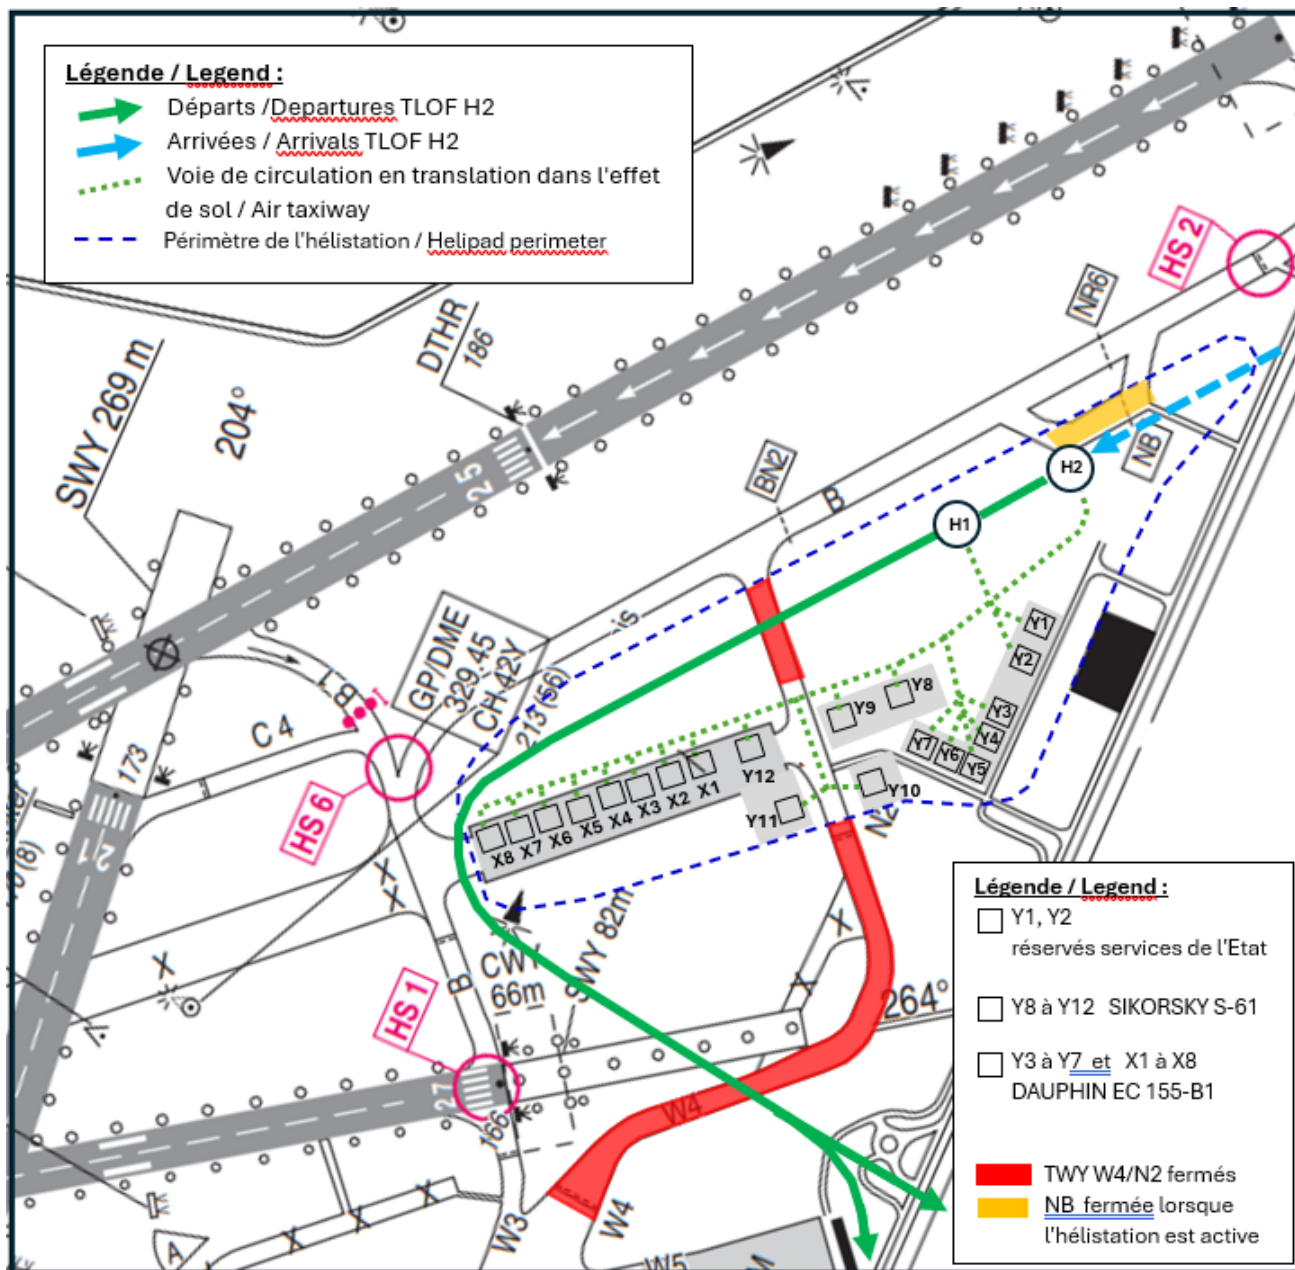 Légende / Legend :
Départs /Departures TLOF H2
Arrivées / Arrivals TLOF H2
Voie de circulation en translation dans l'effet
de sol / Air taxiway
Périmètre de l'hélistation / Helipad perimeter
HS 2
NR6
DTHR
186
SWY 269 m
204°
25
BN2
B
NB
H2
H1
GP/DME
329.45
CH 42Y
213 (56)
is
B1
C 4
173
21
HS 6
Y1
Y2
Y3
Y4
Y5
Y6
Y7
Y8
Y9
Y10
Y11
Y12
N2
X1
X2
X3
X4
X5
X6
X7
X8
X
X
X
X
X
SWY 82m
CWY
66m
B
HS 1
27
166
264°
W4
W3
W4
W5
X
X
X
A
Légende / Legend :
Y1, Y2
réservés services de l'Etat
Y8 à Y12 SIKORSKY S-61
Y3 à Y7 et X1 à X8
DAUPHIN EC 155-B1
TWY W4/N2 fermés
NB fermée lorsque
l'hélistation est active